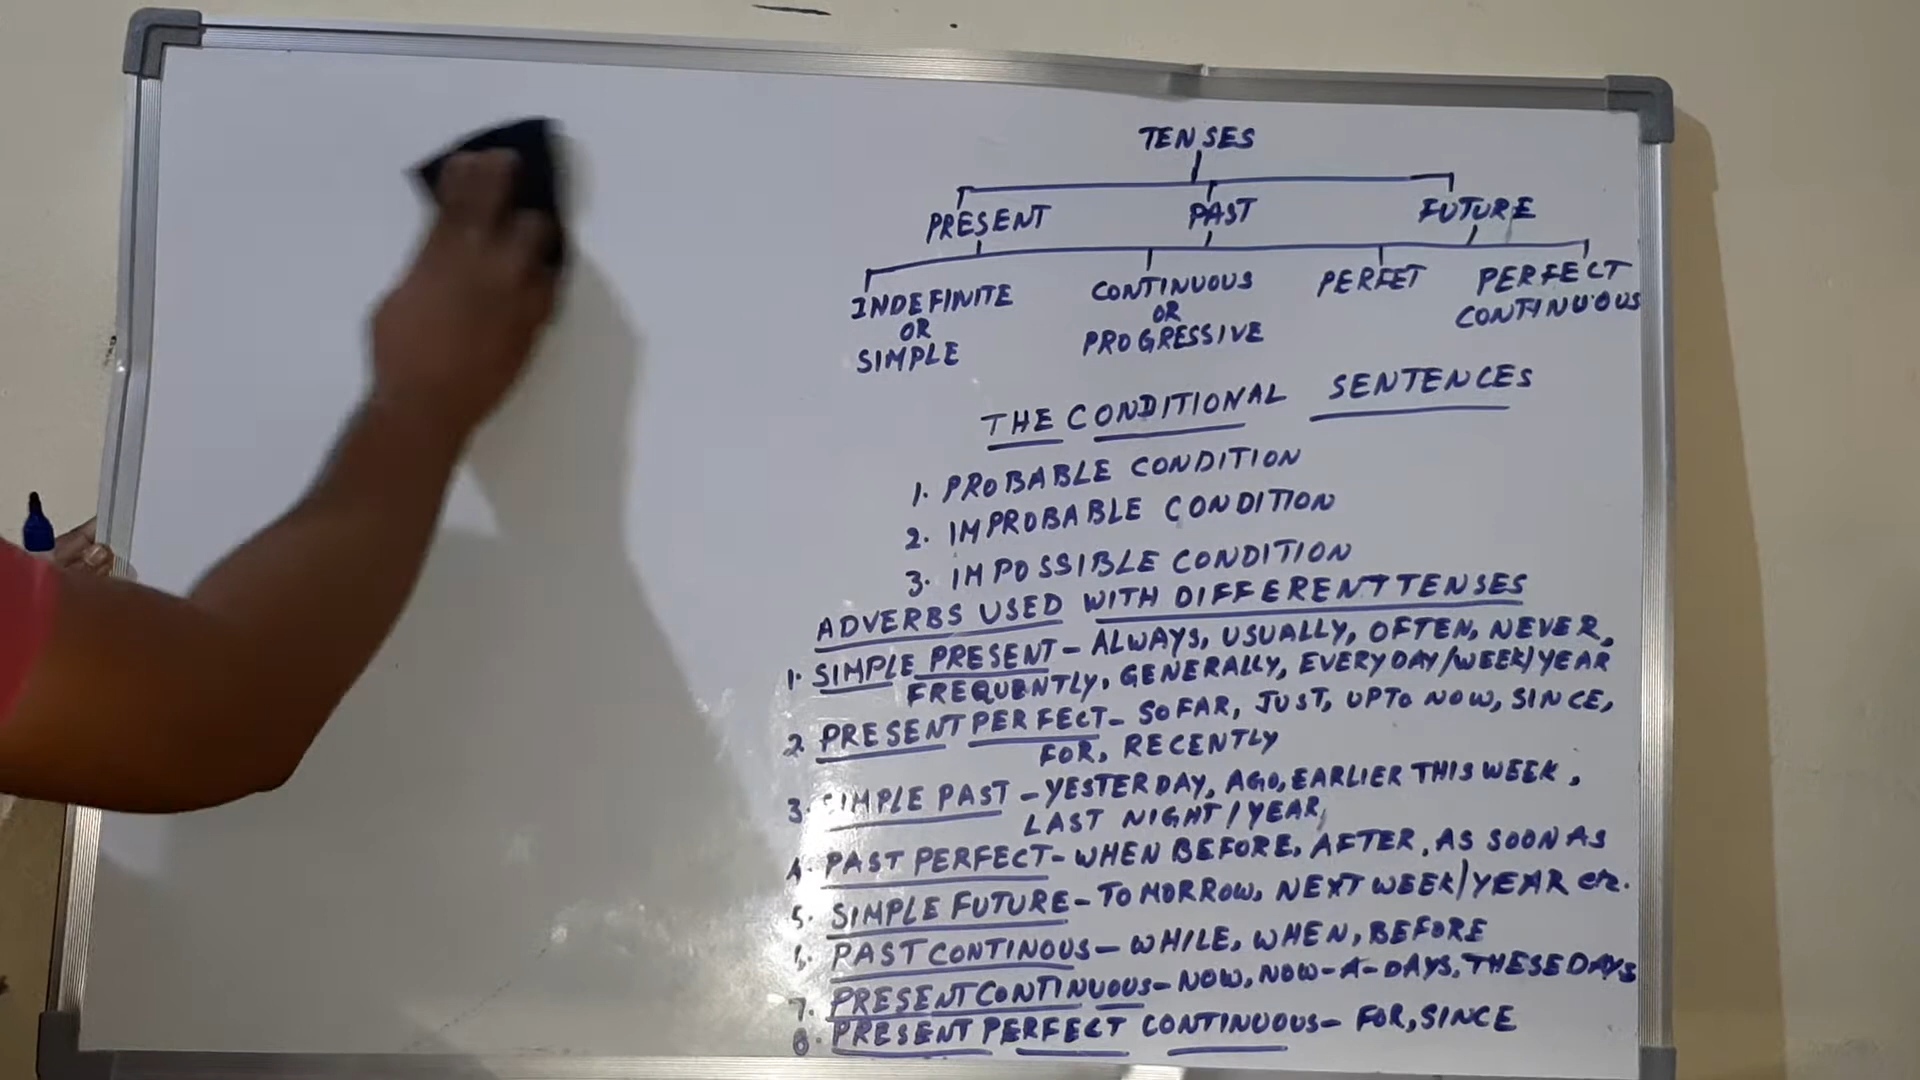 TENSES
PRESENT PAST FUTURE
INDEFINITE CONTINUOUS PERFET PERFECT
OR OR CONTINUOUS
SIMPLE PROGRESSIVE
THE CONDITIONAL SENTENCES
1. PROBABLE CONDITION
2. IMPROBABLE CONDITION
3. IMPOSSIBLE CONDITION
ADVERBS USED WITH DIFFERENT TENSES
1. SIMPLE PRESENT - ALWAYS, USUALLY, OFTEN, NEVER,
FREQUENTLY, GENERALLY, EVERYDAY/WEEK/YEAR
2. PRESENT PERFECT - SO FAR, JUST, UPTO NOW, SINCE,
FOR, RECENTLY
3. SIMPLE PAST - YESTERDAY, AGO, EARLIER THIS WEEK,
LAST NIGHT/YEAR,
4. PAST PERFECT - WHEN BEFORE, AFTER, AS SOON AS
5. SIMPLE FUTURE - TOMORROW, NEXT WEEK/YEAR etc.
6. PAST CONTINOUS - WHILE, WHEN, BEFORE
7. PRESENT CONTINUOUS - NOW, NOW-A-DAYS, THESE DAYS
8. PRESENT PERFECT CONTINUOUS - FOR, SINCE